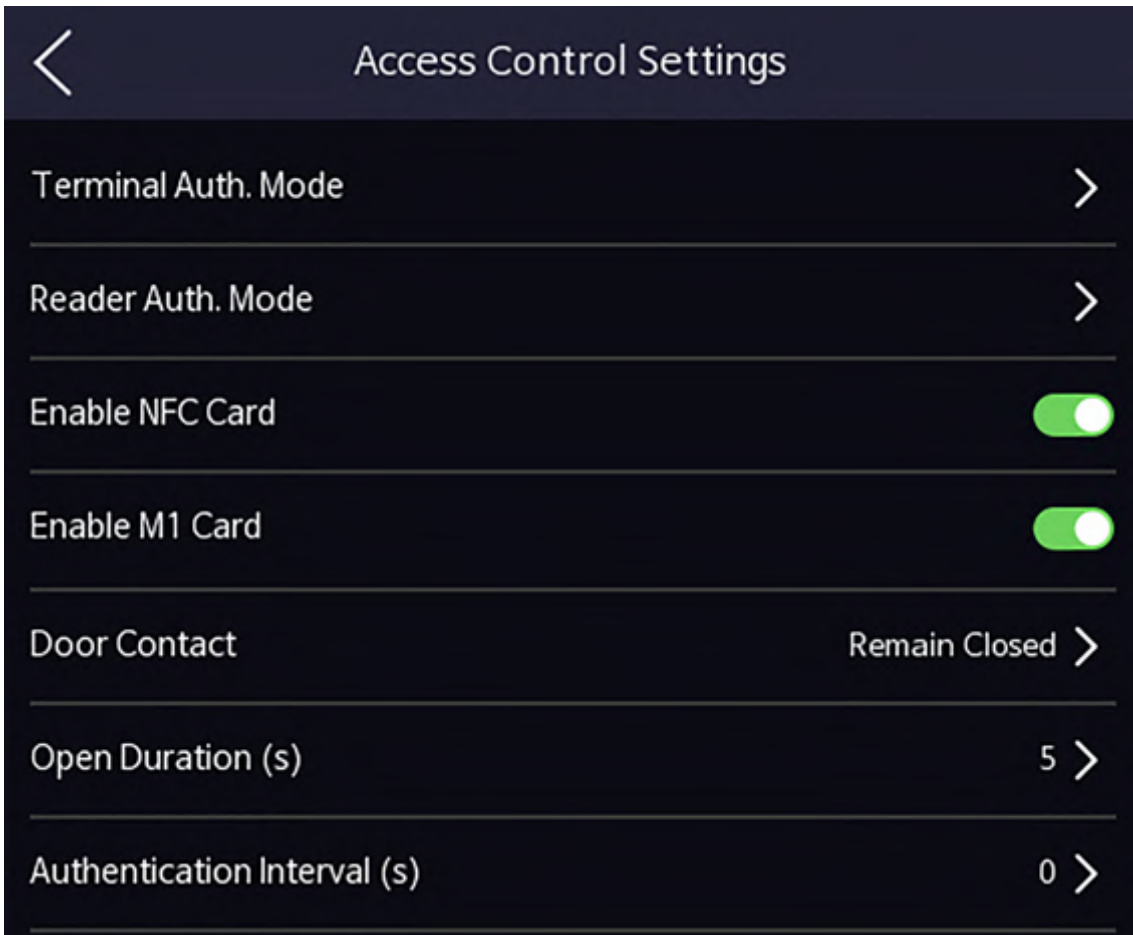 Access Control Settings
Terminal Auth. Mode
Reader Auth. Mode
Enable NFC Card
Enable M1 Card
Door Contact Remain Closed
Open Duration (s) 5
Authentication Interval (s) 0